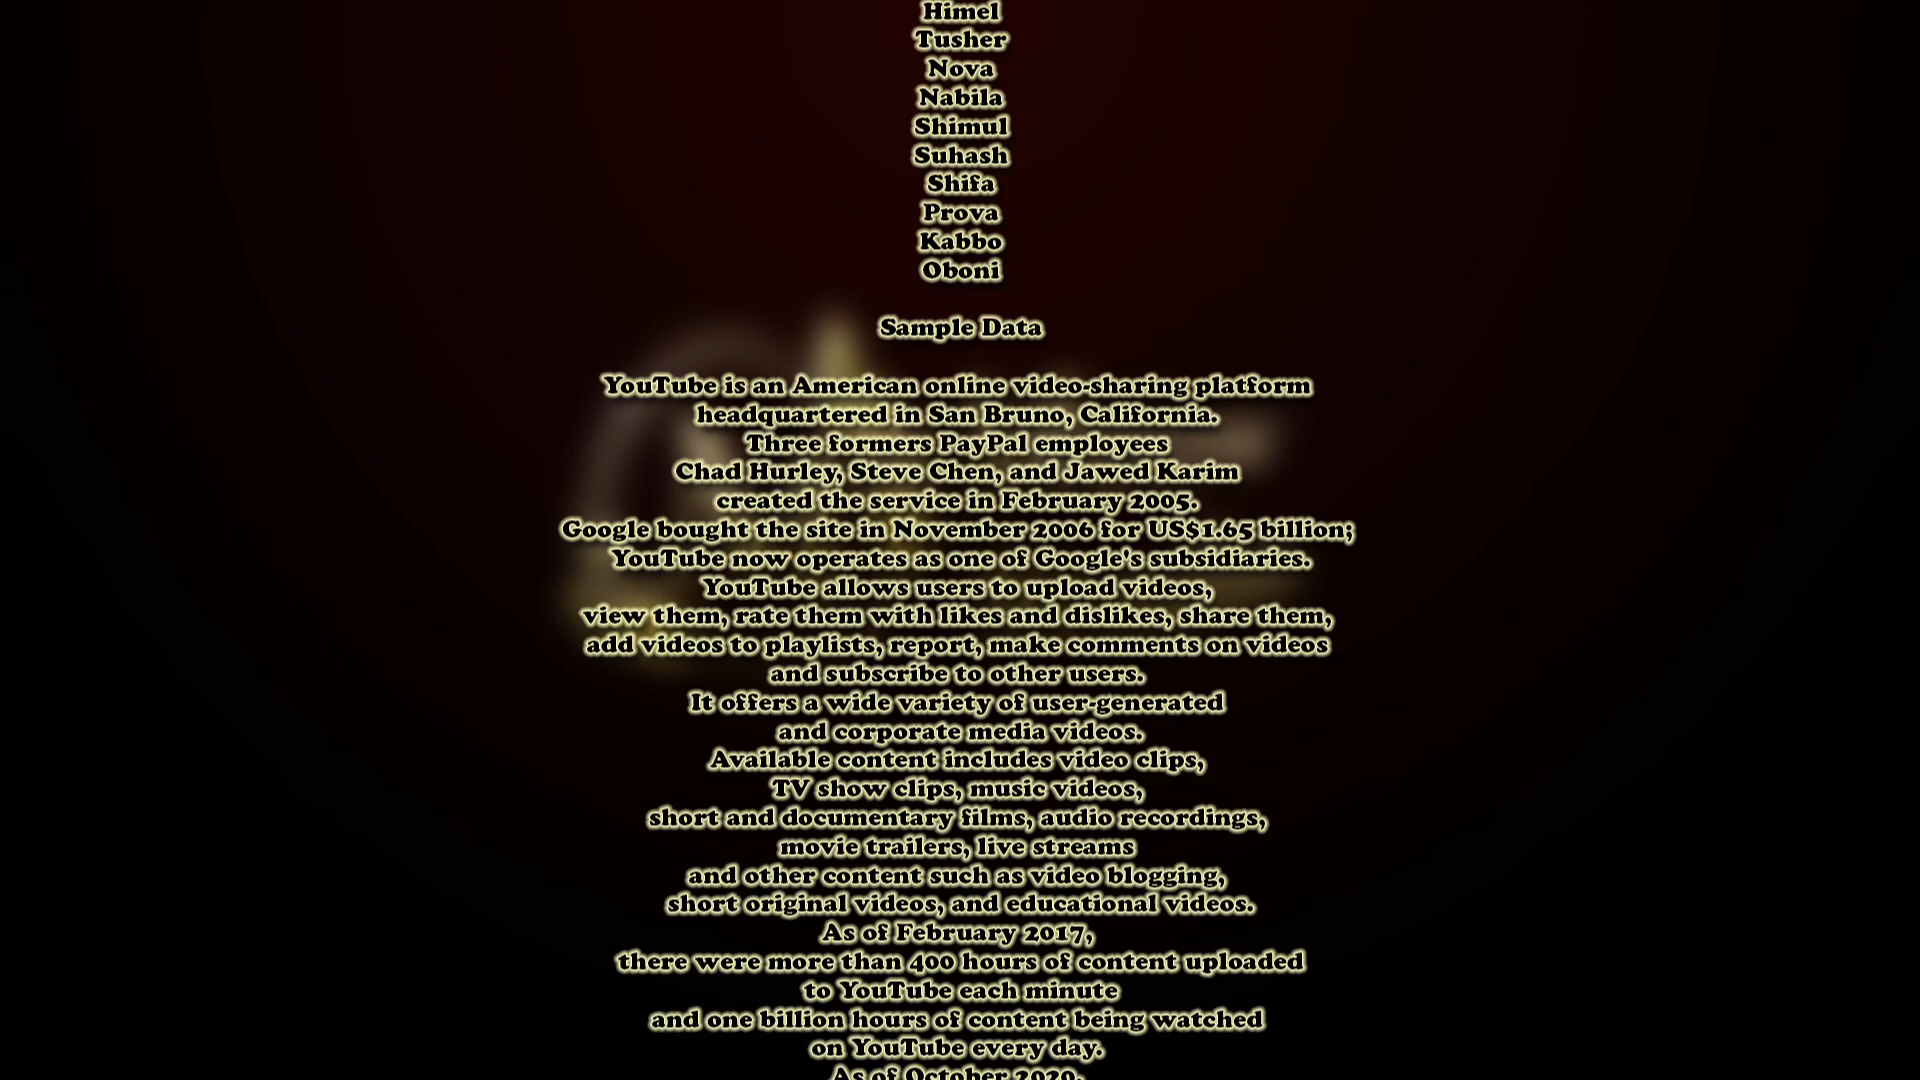 Himel
Tusher
Nova
Nabila
Shimul
Suhash
Shifa
Prova
Kabbo
Oboni
Sample Data
YouTube is an American online video-sharing platform
headquartered in San Bruno, California.
Three formers PayPal employees
Chad Hurley, Steve Chen, and Jawed Karim
created the service in February 2005.
Google bought the site in November 2006 for US$1.65 billion;
YouTube now operates as one of Google's subsidiaries.
YouTube allows users to upload videos,
view them, rate them with likes and dislikes, share them,
add videos to playlists, report, make comments on videos
and subscribe to other users.
It offers a wide variety of user-generated
and corporate media videos.
Available content includes video clips,
TV show clips, music videos,
short and documentary films, audio recordings,
movie trailers, live streams
and other content such as video blogging,
short original videos, and educational videos.
As of February 2017,
there were more than 400 hours of content uploaded
to YouTube each minute
and one billion hours of content being watched
on YouTube every day.
As of October 2020,